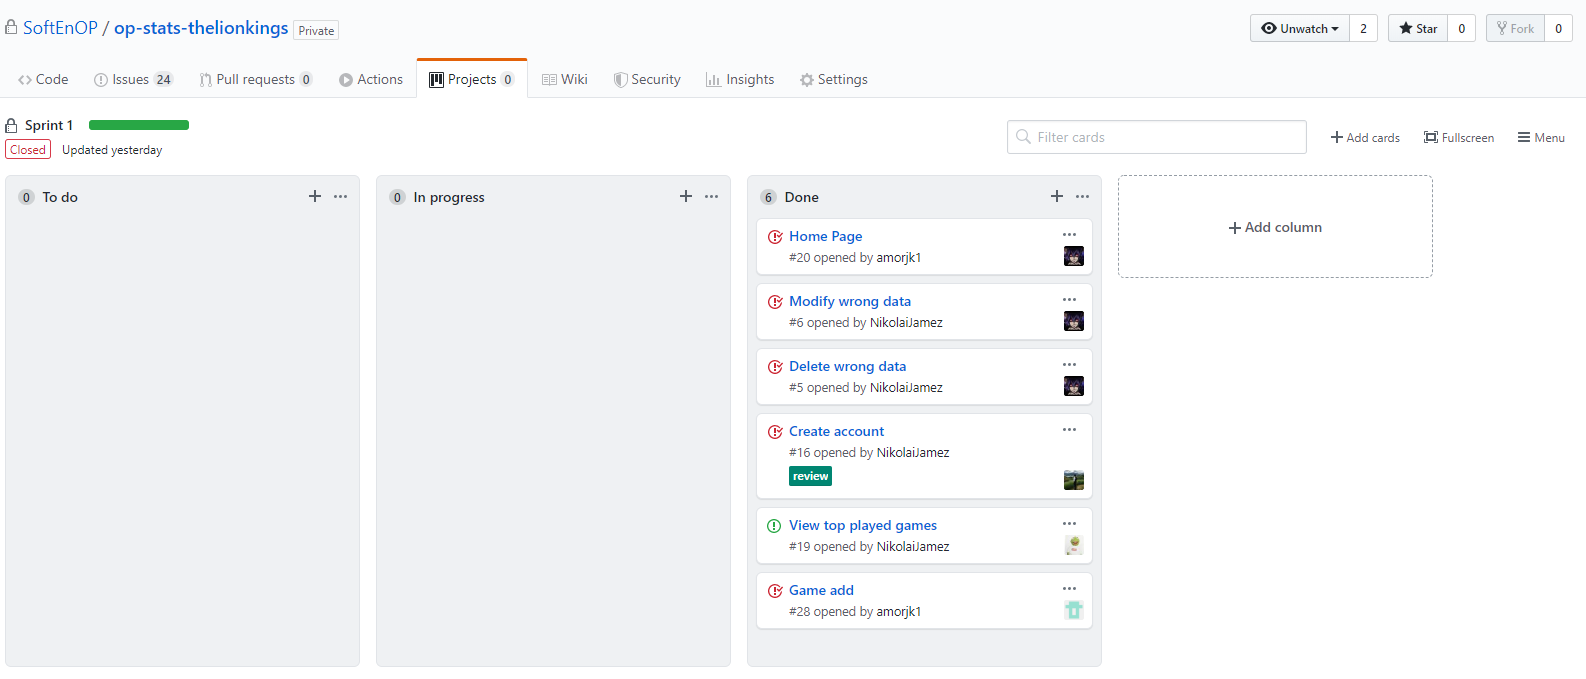 SoftEnOP / op-stats-thelionkings Private
Unwatch 2 Star 0 Fork 0
Code Issues 24 Pull requests 0 Actions Projects 0 Wiki Security Insights Settings
Sprint 1
Closed Updated yesterday
Filter cards
Add cards Fullscreen Menu
0 To do
0 In progress
6 Done
Home Page
#20 opened by amorjk1
Modify wrong data
#6 opened by NikolaiJamez
Delete wrong data
#5 opened by NikolaiJamez
Create account
#16 opened by NikolaiJamez
review
View top played games
#19 opened by NikolaiJamez
Game add
#28 opened by amorjk1
Add column